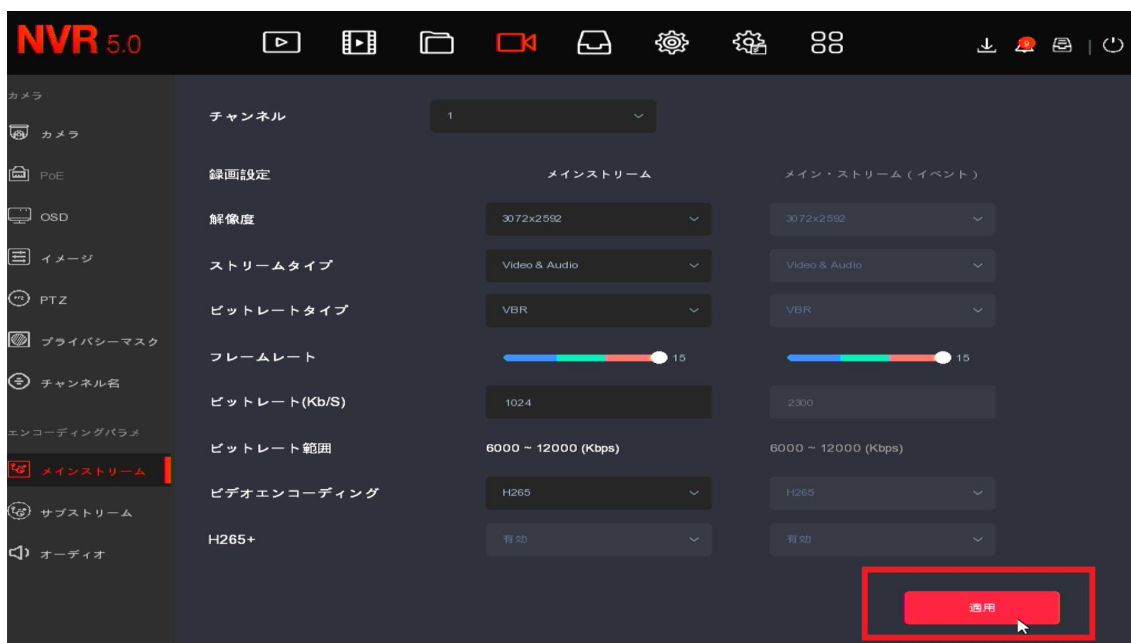 NVR 5.0
9
カメラ
カメラ
PoE
OSD
イメージ
PTZ
プライバシーマスク
チャンネル名
エンコーディングパラメ
メインストリーム
サブストリーム
オーディオ
チャンネル 1
録画設定 メインストリーム メイン・ストリーム(イベント)
解像度 3072x2592 3072x2592
ストリームタイプ Video & Audio Video & Audio
ビットレートタイプ VBR VBR
フレームレート 15 15
ビットレート(Kb/S) 1024 2300
ビットレート範囲 6000 ~ 12000 (Kbps) 6000 ~ 12000 (Kbps)
ビデオエンコーディング H265 H265
H265+ 有効 有効
適用